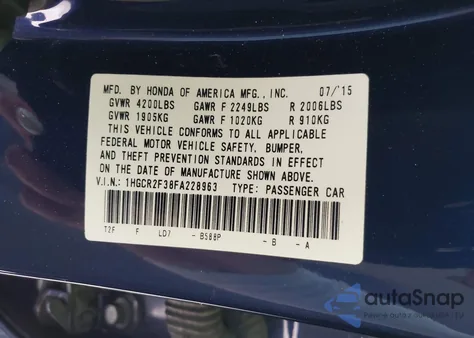 MFD. BY HONDA OF AMERICA MFG., INC. 07/'15
GVWR 4200LBS GAWR F 2249LBS R 2006LBS
GVWR 1905KG GAWR F 1020KG R 910KG
THIS VEHICLE CONFORMS TO ALL APPLICABLE
FEDERAL MOTOR VEHICLE SAFETY, BUMPER,
AND THEFT PREVENTION STANDARDS IN EFFECT
ON THE DATE OF MANUFACTURE SHOWN ABOVE.
V.I.N.: 1HGCR2F38FA228963 TYPE: PASSENGER CAR
T2F F LD7 -B588P -B -A
autoSnap